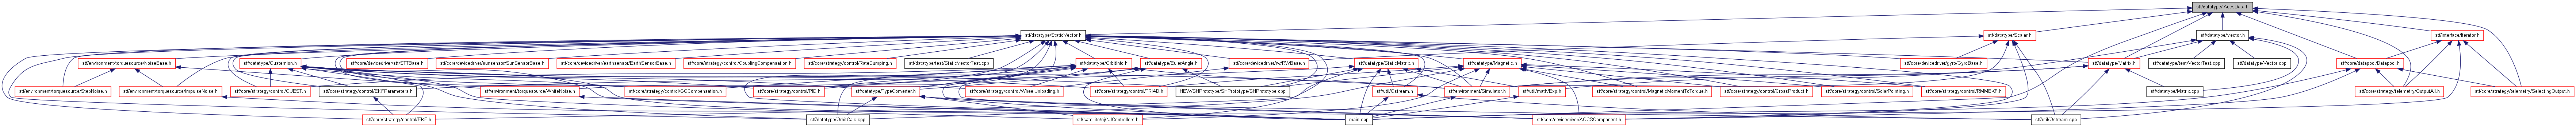 stf/datatype/IAocsData.h
stf/datatype/StaticVector.h
stf/datatype/Scalar.h
stf/datatype/Vector.h
stf/interface/Iterator.h
stf/environment/torquesource/NoiseBase.h
stf/datatype/Quaternion.h
stf/core/devicedriver/stt/STTBase.h
stf/core/devicedriver/sunsensor/SunSensorBase.h
stf/core/devicedriver/earthsensor/EarthSensorBase.h
stf/core/strategy/control/CouplingCompensation.h
stf/core/strategy/control/RateDumping.h
stf/datatype/test/StaticVectorTest.cpp
stf/datatype/OrbitInfo.h
stf/datatype/EulerAngle.h
stf/core/devicedriver/rw/RWBase.h
stf/datatype/StaticMatrix.h
stf/datatype/Magnetic.h
stf/core/devicedriver/gyro/GyroBase.h
stf/datatype/Matrix.h
stf/datatype/test/VectorTest.cpp
stf/datatype/Vector.cpp
stf/core/datapool/Datapool.h
stf/environment/torquesource/StepNoise.h
stf/environment/torquesource/ImpulseNoise.h
stf/core/strategy/control/QUEST.h
stf/core/strategy/control/EKFParameters.h
stf/environment/torquesource/WhiteNoise.h
stf/core/strategy/control/GGCompensation.h
stf/core/strategy/control/PID.h
stf/datatype/TypeConverter.h
stf/core/strategy/control/WheelUnloading.h
stf/core/strategy/control/TRIAD.h
HEW/SHPrototype/SHPrototype/SHPrototype.cpp
stf/util/Ostream.h
stf/environment/Simulator.h
stf/util/math/Exp.h
stf/core/strategy/control/MagneticMomentToTorque.h
stf/core/strategy/control/CrossProduct.h
stf/core/strategy/control/SolarPointing.h
stf/core/strategy/control/RMMEKF.h
stf/datatype/Matrix.cpp
stf/core/strategy/telemetry/OutputAll.h
stf/core/strategy/telemetry/SelectingOutput.h
stf/core/strategy/control/EKF.h
stf/datatype/OrbitCalc.cpp
stf/satellite/nj/NJControllers.h
main.cpp
stf/core/devicedriver/AOCSComponent.h
stf/util/Ostream.cpp